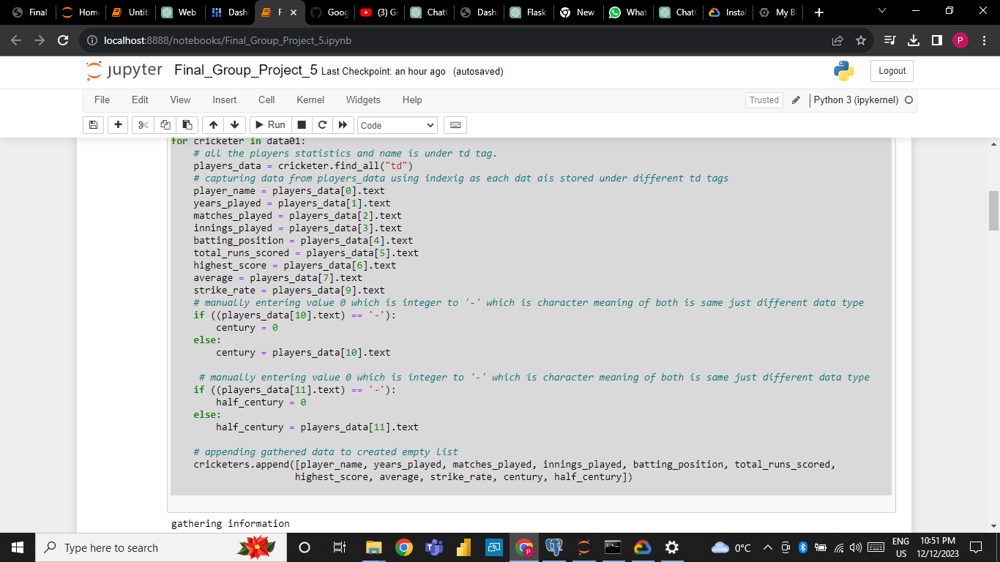 Final
Hom
Untitl
Web
Dash
F
Goog
(3) G
ChatG
Dash
Flask
New
What
ChatG
Instal
My B
localhost:8888/notebooks/Final_Group_Project_5.ipynb
P
jupyter Final_Group_Project_5 Last Checkpoint: an hour ago (autosaved)
Logout
File Edit View Insert Cell Kernel Widgets Help
Trusted Python 3 (ipykernel)
Run Code
for cricketer in data01:
# all the players statistics and name is under td tag.
players_data = cricketer.find_all("td")
# capturing data from players_data using indexig as each dat ais stored under different td tags
player_name = players_data[0].text
years_played = players_data[1].text
matches_played = players_data[2].text
innings_played = players_data[3].text
batting_position = players_data[4].text
total_runs_scored = players_data[5].text
highest_score = players_data[6].text
average = players_data[7].text
strike_rate = players_data[9].text
# manually entering value 0 which is integer to '-' which is character meaning of both is same just different data type
if ((players_data[10].text) == '-'):
century = 0
else:
century = players_data[10].text
# manually entering value 0 which is integer to '-' which is character meaning of both is same just different data type
if ((players_data[11].text) == '-'):
half_century = 0
else:
half_century = players_data[11].text
# appending gathered data to created empty list
cricketers.append([player_name, years_played, matches_played, innings_played, batting_position, total_runs_scored,
highest_score, average, strike_rate, century, half_century])
gathering information
Type here to search
0°C
ENG
US
10:51 PM
12/12/2023